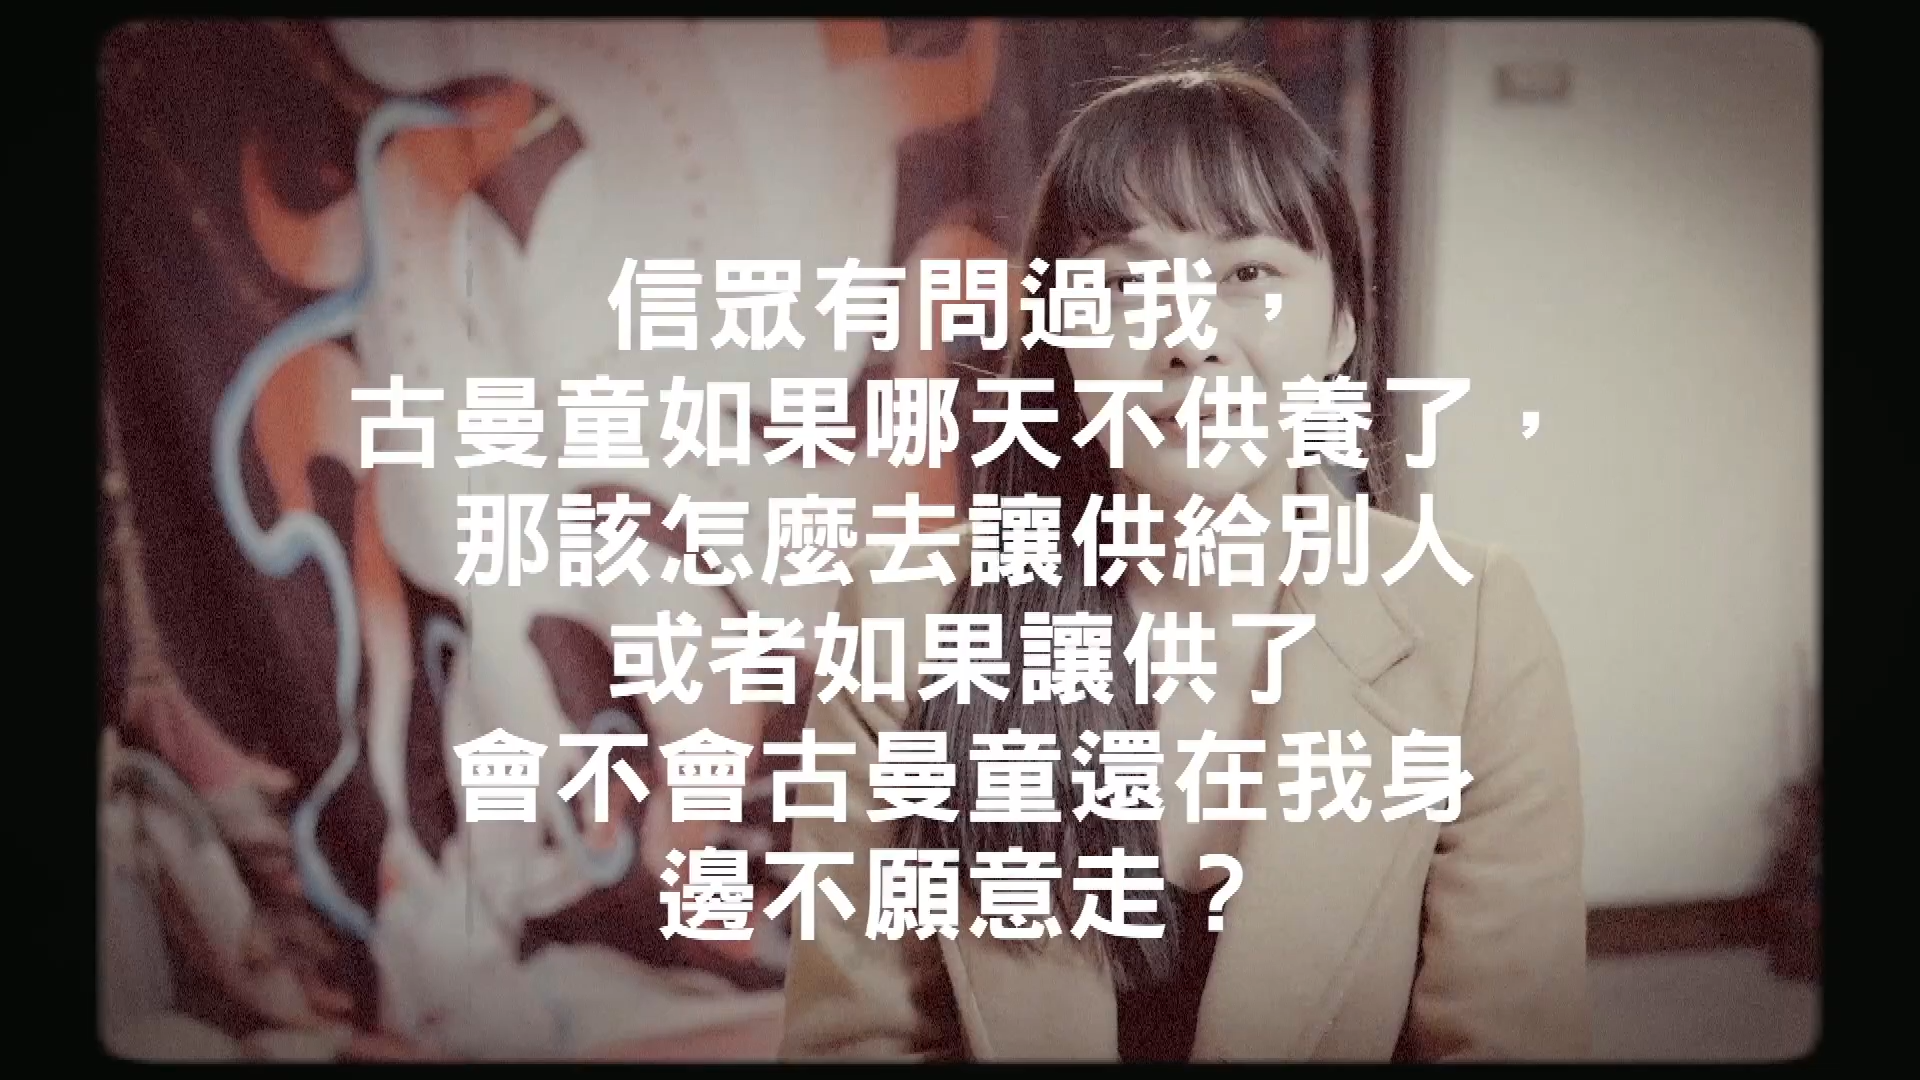 信眾有問過我，
古曼童如果哪天不供養了，
那該怎麼去讓供給別人
或者如果讓供了
會不會古曼童還在我身
邊不願意走？